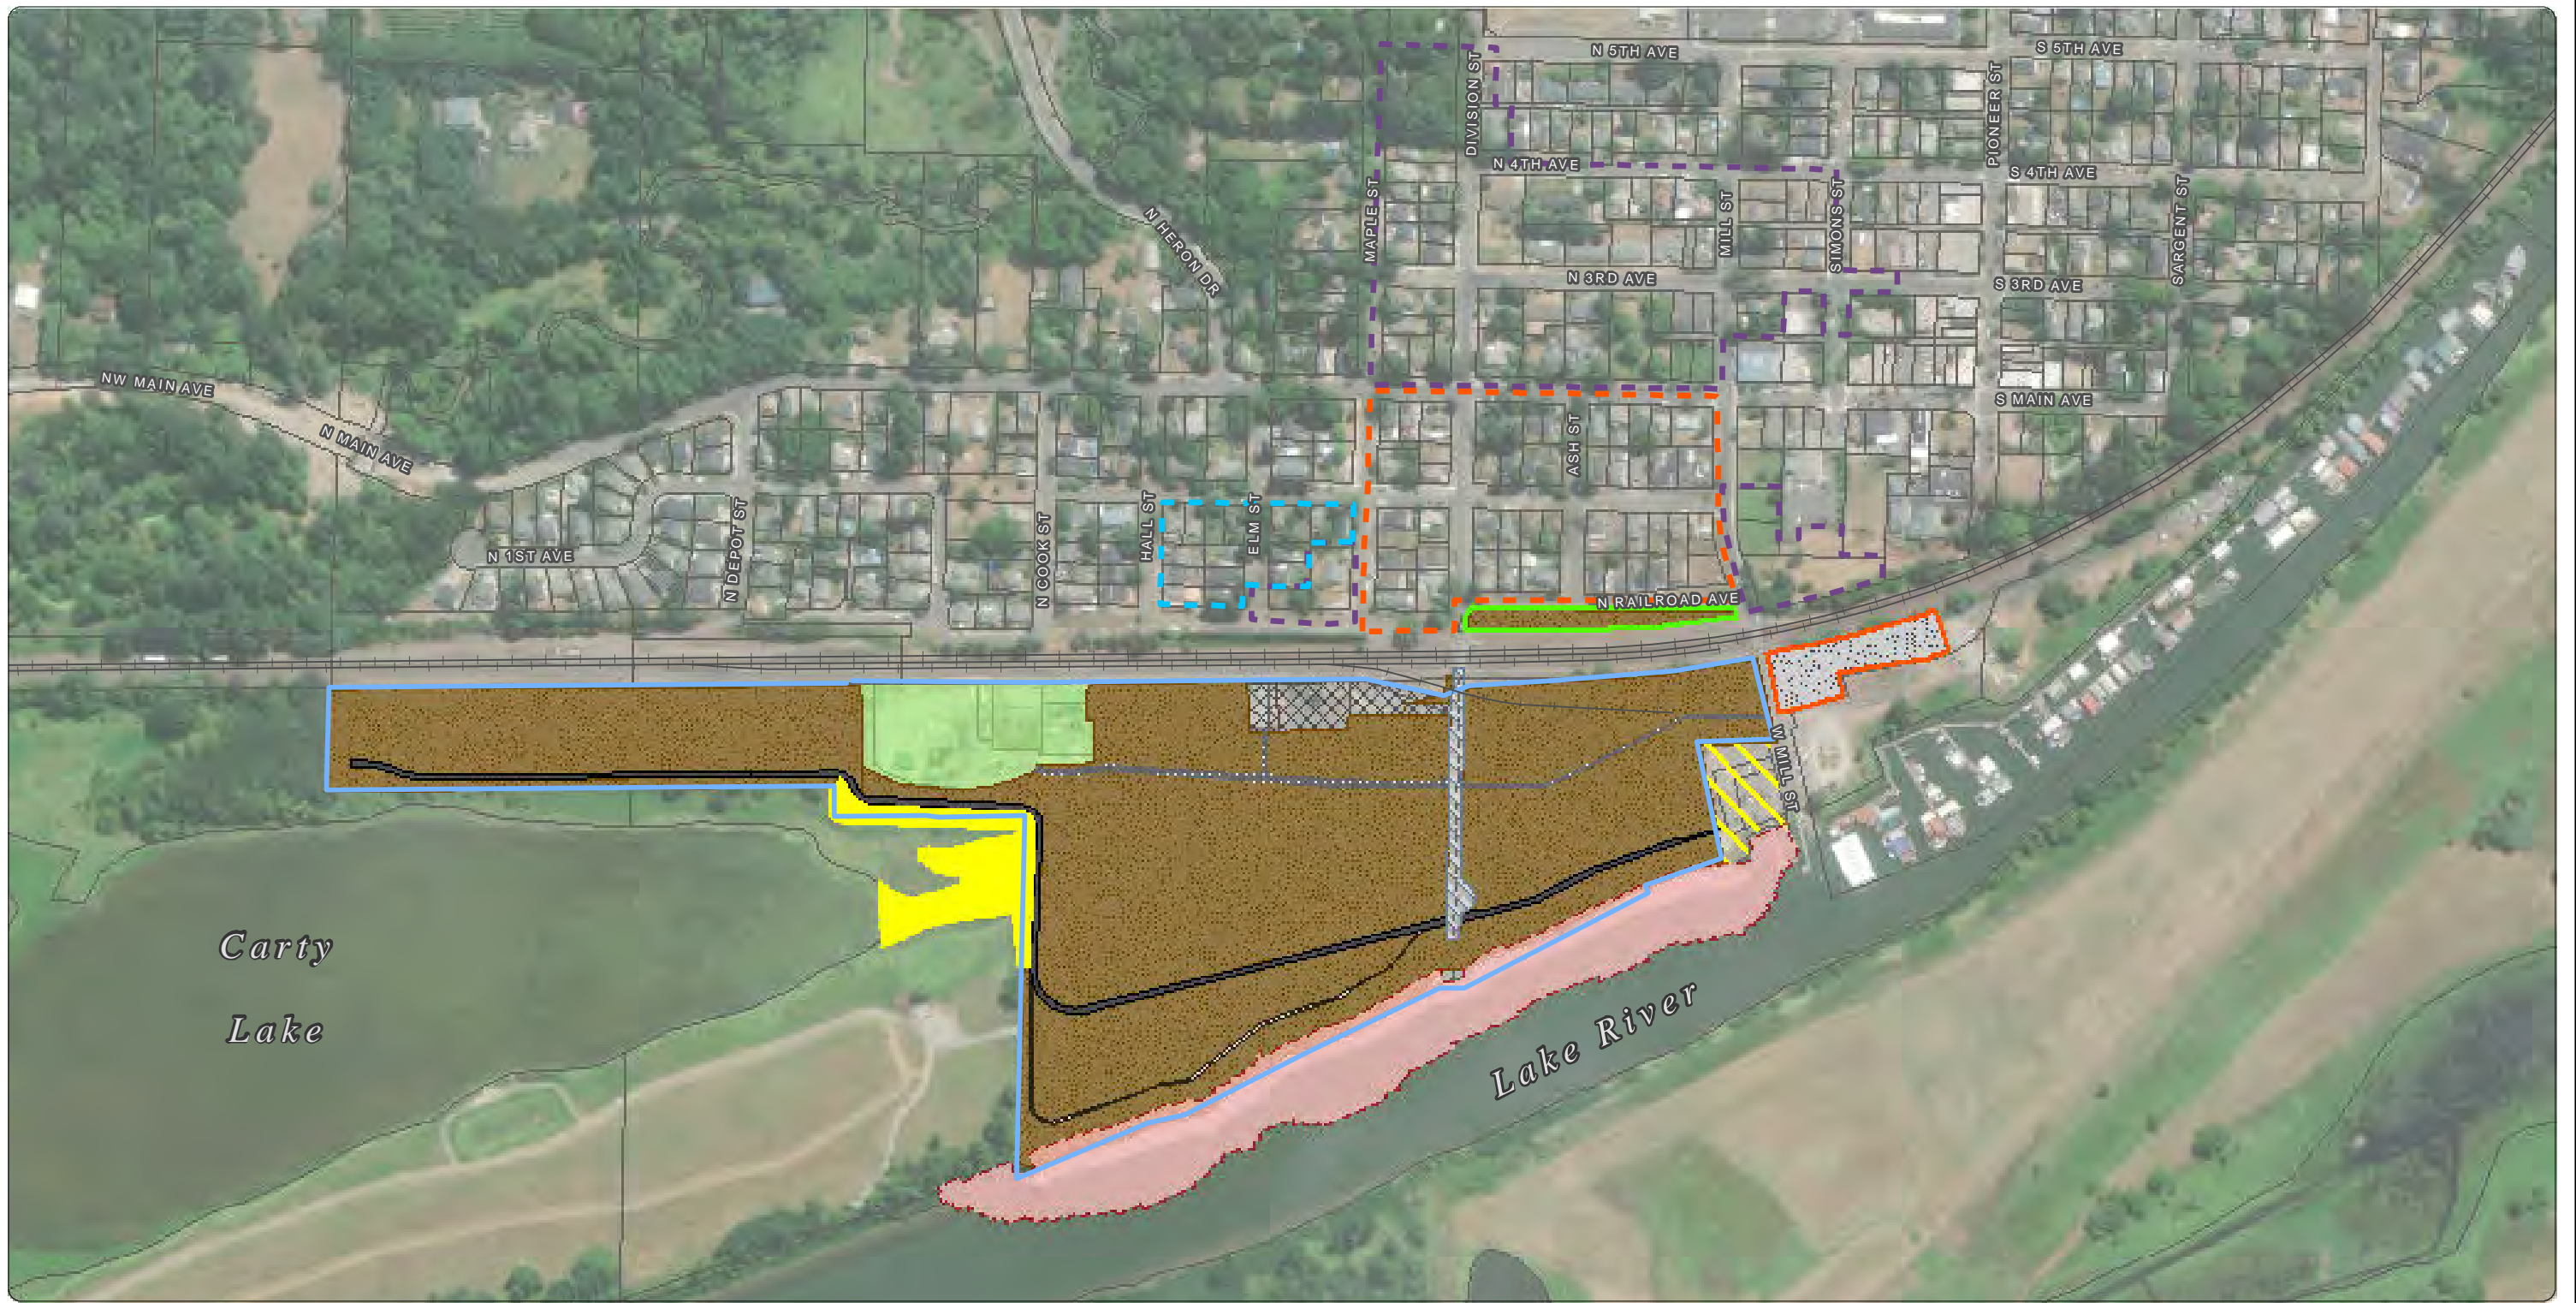 N 5TH AVE
S 5TH AVE
DIVISION ST
PIONEER ST
N 4TH AVE
S 4TH AVE
MAPLE ST
MILL ST
SIMONS ST
SARGENT ST
N HERON DR
N 3RD AVE
S 3RD AVE
NW MAIN AVE
N MAIN AVE
S MAIN AVE
ASH ST
HALL ST
ELM ST
N DEPOT ST
N COOK ST
N 1ST AVE
N RAILROAD AVE
W MILL ST
Carty
Lake
Lake River